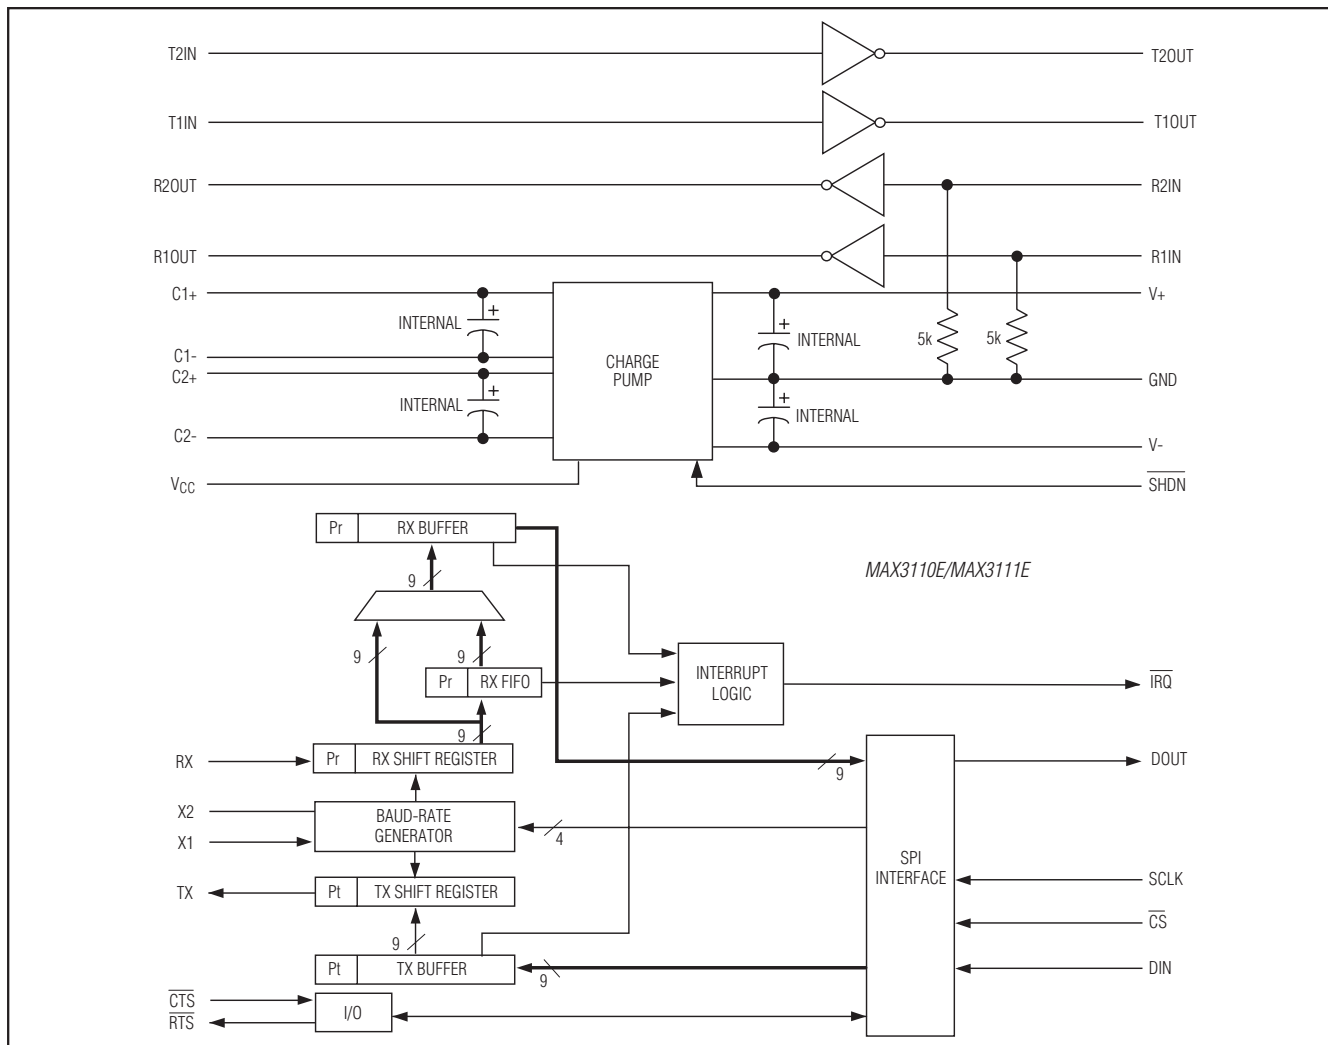 T2IN
T2OUT
T1IN
T1OUT
R2OUT
R2IN
R1OUT
R1IN
C1+
V+
+
INTERNAL
+
INTERNAL
5k
5k
C1-
C2+
CHARGE
PUMP
GND
+
INTERNAL
+
INTERNAL
C2-
V-
VCC
SHDN
Pr
RX BUFFER
MAX3110E/MAX3111E
9
9
9
Pr
RX FIFO
INTERRUPT
LOGIC
IRQ
9
RX
Pr
RX SHIFT REGISTER
9
DOUT
X2
BAUD-RATE
GENERATOR
X1
4
SPI
INTERFACE
TX
Pt
TX SHIFT REGISTER
SCLK
CS
9
Pt
TX BUFFER
9
DIN
CTS
I/O
RTS